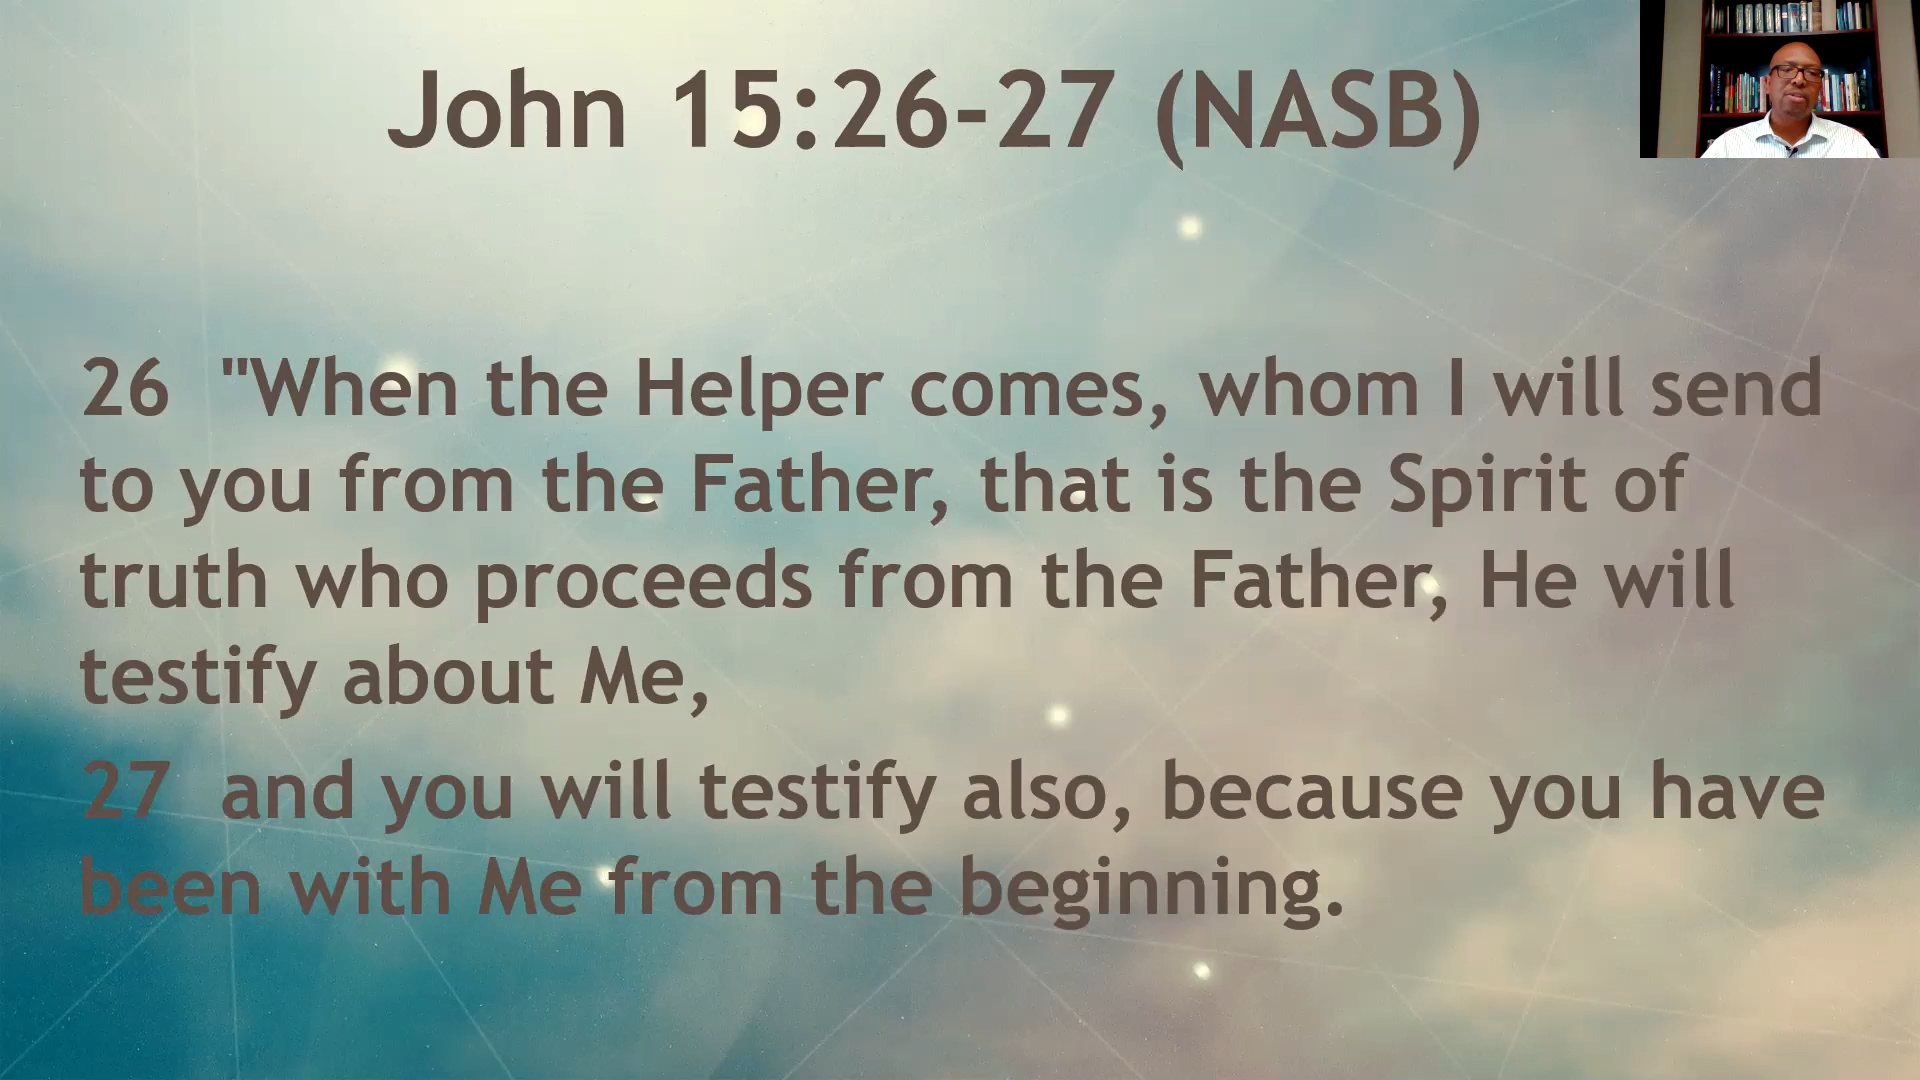 John 15:26-27 (NASB)
26 "When the Helper comes, whom I will send
to you from the Father, that is the Spirit of
truth who proceeds from the Father, He will
testify about Me,
27 and you will testify also, because you have
been with Me from the beginning.